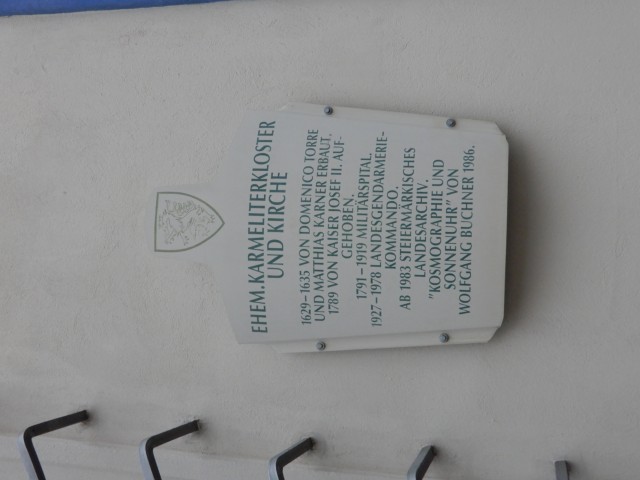 EHEM. KARMELITERKLOSTER
UND KIRCHE
1629-1635 VON DOMENICO TORRE
UND MATTHIAS KARNER ERBAUT,
1789 VON KAISER JOSEF II. AUF-
GEHOBEN.
1791-1919 MILITÄRSPITAL
1927-1978 LANDESGENDARMERIE-
KOMMANDO.
AB 1983 STEIERMÄRKISCHES
LANDESARCHIV.
"KOSMOGRAPHIE UND
SONNENUHR" VON
WOLFGANG BUCHNER 1986.